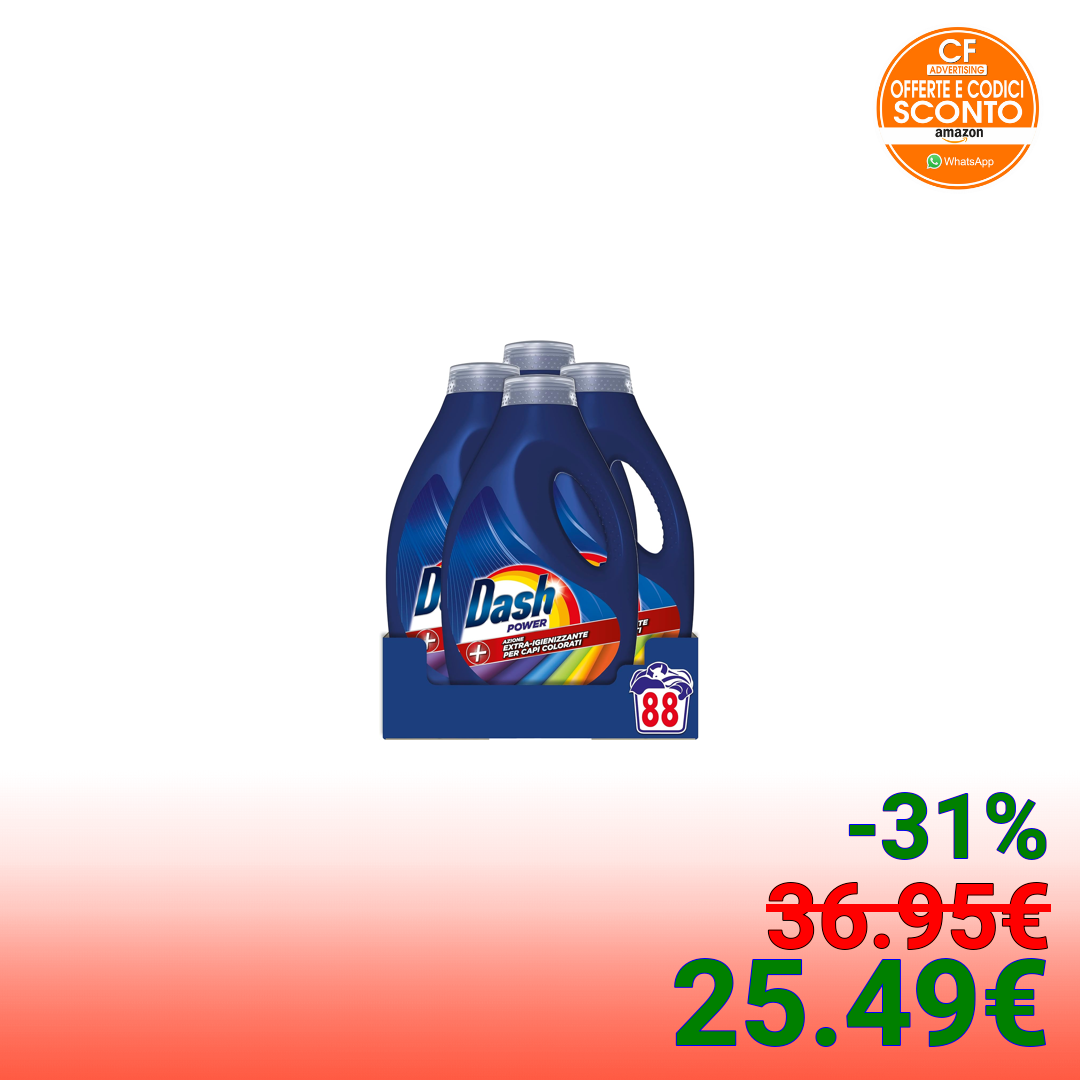 CF
ADVERTISING
OFFERTE E CODICI
SCONTO
amazon
WhatsApp
Dash
POWER
AZIONE
EXTRA-IGIENIZZANTE
PER CAPI COLORATI
88
-31%
36.95€
25.49€